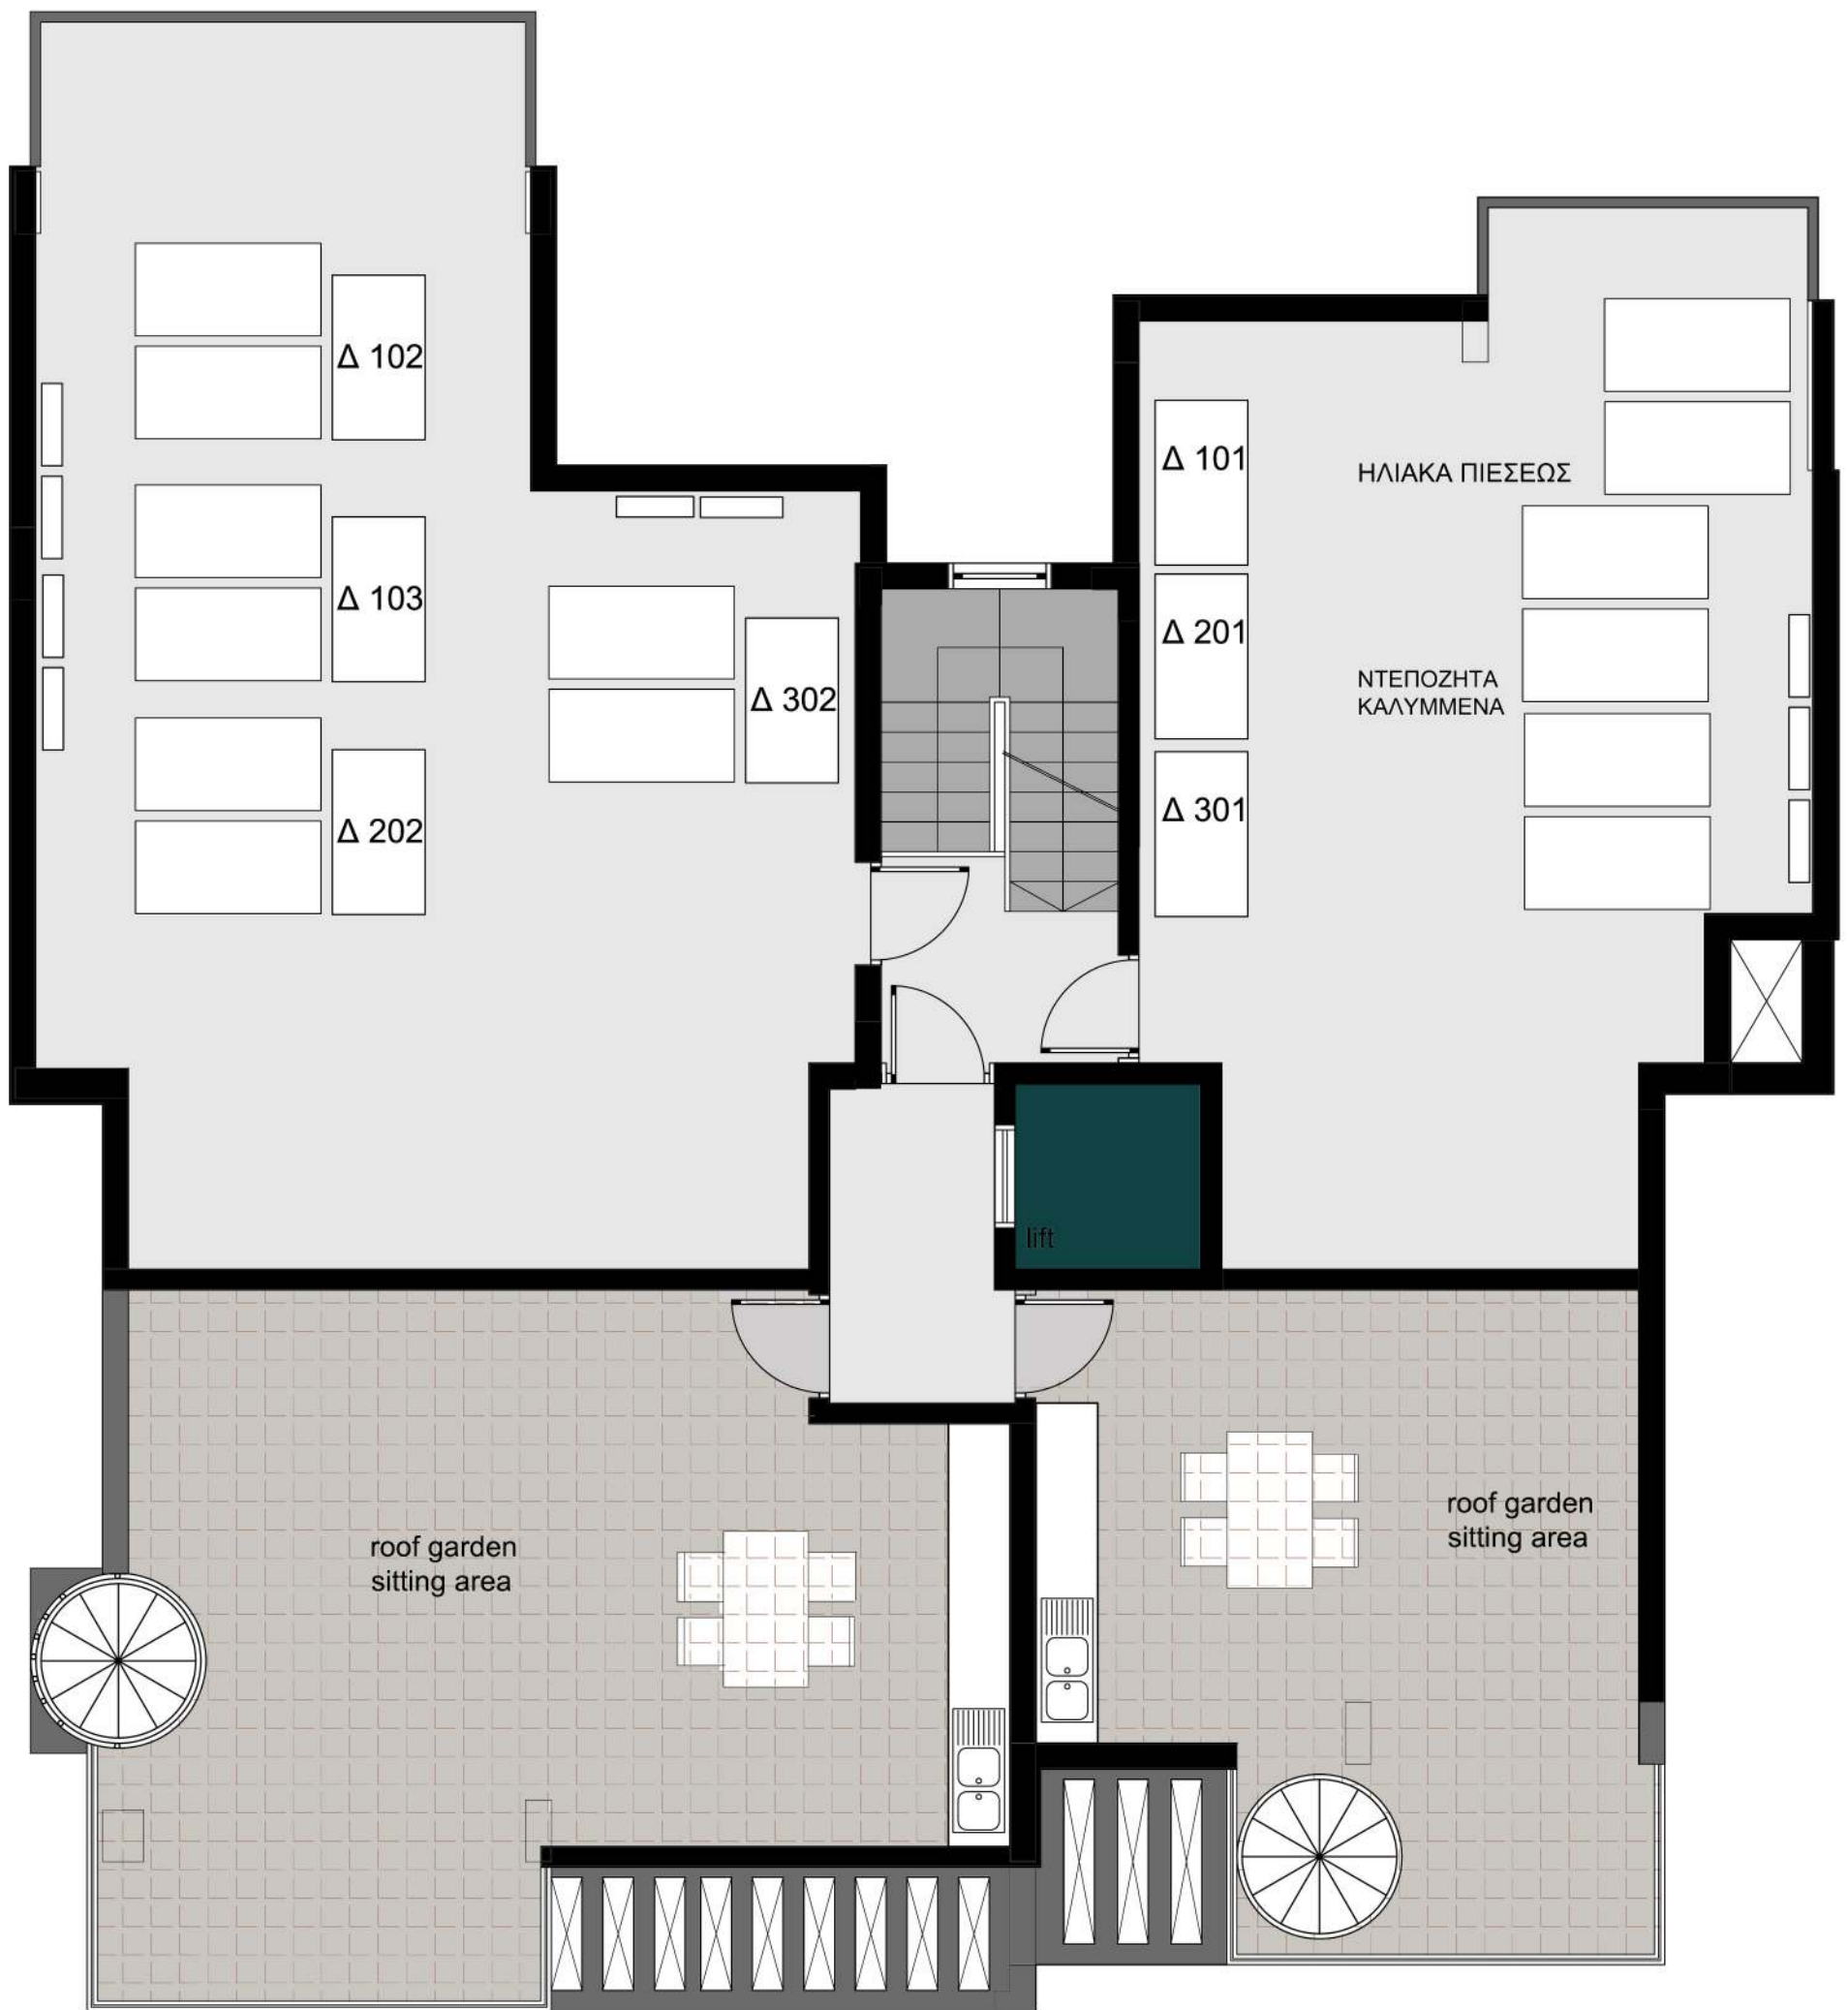 Δ 102
Δ 103
Δ 202
Δ 302
Δ 101
Δ 201
Δ 301
ΗΛΙΑΚΑ ΠΙΕΣΕΩΣ
ΝΤΕΠΟΖΗΤΑ
ΚΑΛΥΜΜΕΝΑ
lift
roof garden
sitting area
roof garden
sitting area